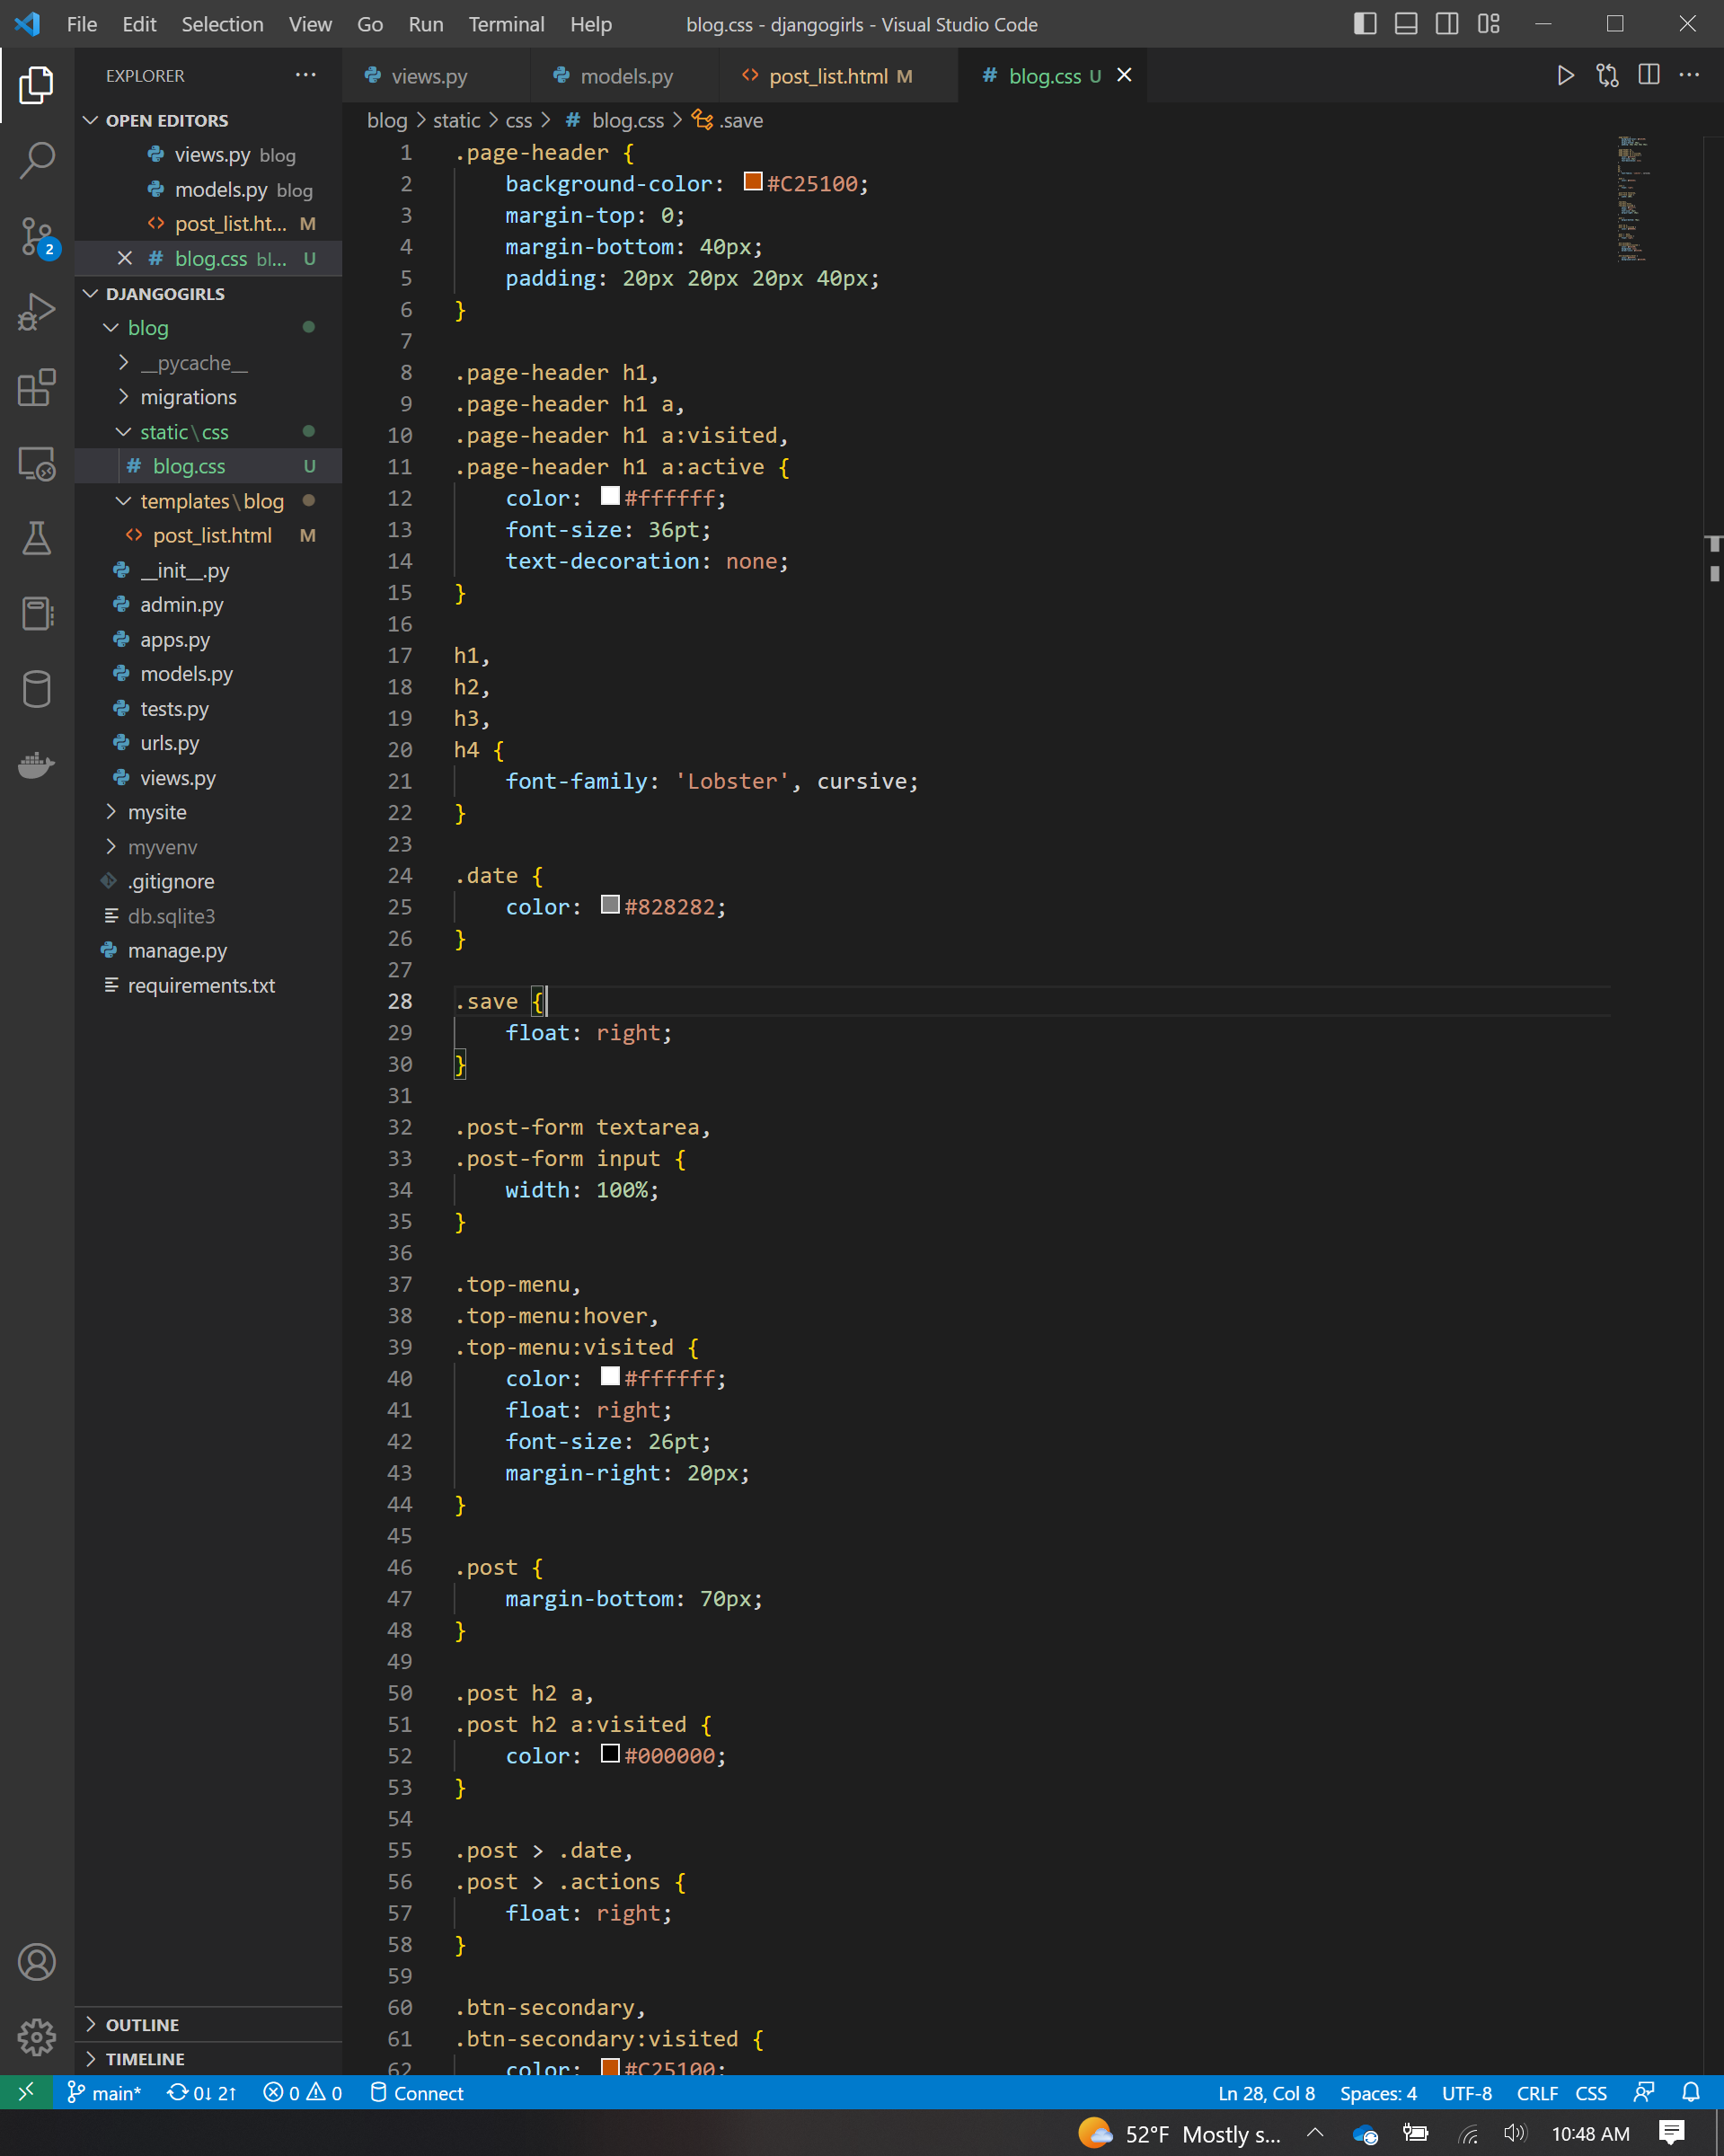 File Edit Selection View Go Run Terminal Help blog.css - djangogirls - Visual Studio Code
EXPLORER ···
OPEN EDITORS
views.py blog
models.py blog
post_list.ht... M
# blog.css bl... U
DJANGOGIRLS
blog
__pycache__
migrations
static\css
# blog.css U
templates\blog
<> post_list.html M
__init__.py
admin.py
apps.py
models.py
tests.py
urls.py
views.py
mysite
myvenv
.gitignore
db.sqlite3
manage.py
requirements.txt
OUTLINE
TIMELINE
2
views.py models.py <> post_list.html M # blog.css U
blog > static > css > # blog.css > .save
1 .page-header {
2 background-color: #C25100;
3 margin-top: 0;
4 margin-bottom: 40px;
5 padding: 20px 20px 20px 40px;
6 }
7
8 .page-header h1,
9 .page-header h1 a,
10 .page-header h1 a:visited,
11 .page-header h1 a:active {
12 color: #ffffff;
13 font-size: 36pt;
14 text-decoration: none;
15 }
16
17 h1,
18 h2,
19 h3,
20 h4 {
21 font-family: 'Lobster', cursive;
22 }
23
24 .date {
25 color: #828282;
26 }
27
28 .save {
29 float: right;
30 }
31
32 .post-form textarea,
33 .post-form input {
34 width: 100%;
35 }
36
37 .top-menu,
38 .top-menu:hover,
39 .top-menu:visited {
40 color: #ffffff;
41 float: right;
42 font-size: 26pt;
43 margin-right: 20px;
44 }
45
46 .post {
47 margin-bottom: 70px;
48 }
49
50 .post h2 a,
51 .post h2 a:visited {
52 color: #000000;
53 }
54
55 .post > .date,
56 .post > .actions {
57 float: right;
58 }
59
60 .btn-secondary,
61 .btn-secondary:visited {
62 color: #C25100;
main* 0↓ 2↑ 0 0 Connect Ln 28, Col 8 Spaces: 4 UTF-8 CRLF CSS
52°F Mostly s... 10:48 AM